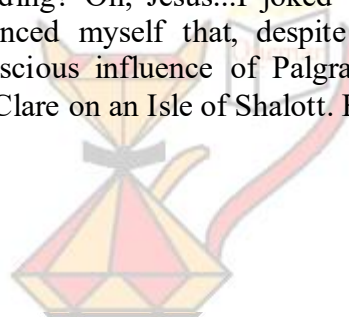 ding? Oh, Jesus...I joked
nced myself that, despite
scious influence of Palgra
Clare on an Isle of Shalott.